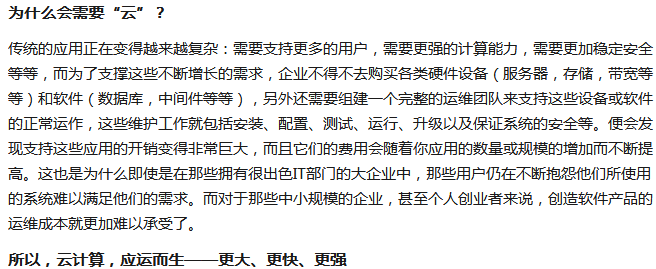 为什么会需要“云”？
传统的应用正在变得越来越复杂：需要支持更多的用户，需要更强的计算能力，需要更加稳定安全
等等，而为了支撑这些不断增长的需求，企业不得不去购买各类硬件设备（服务器，存储，带宽等
等）和软件（数据库，中间件等等），另外还需要组建一个完整的运维团队来支持这些设备或软件
的正常运作，这些维护工作就包括安装、配置、测试、运行、升级以及保证系统的安全等。便会发
现支持这些应用的开销变得非常巨大，而且它们的费用会随着你应用的数量或规模的增加而不断提
高。这也是为什么即使是在那些拥有很出色IT部门的大企业中，那些用户仍在不断抱怨他们所使用
的系统难以满足他们的需求。而对于那些中小规模的企业，甚至个人创业者来说，创造软件产品的
运维成本就更加难以承受了。
所以，云计算，应运而生——更大、更快、更强